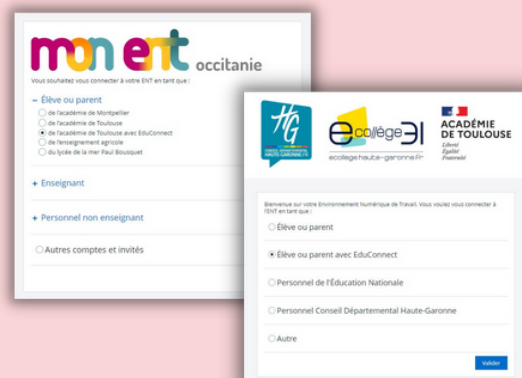 mon ent occitanie
Vous souhaitez vous connecter à votre ENT en tant que :
− Élève ou parent
de l'académie de Montpellier
de l'académie de Toulouse
de l'académie de Toulouse avec EduConnect
de l'enseignement agricole
du lycée de la mer Paul Bousquet
+ Enseignant
+ Personnel non enseignant
Autres comptes et invités
HG
CONSEIL DÉPARTEMENTAL
HAUTE-GARONNE.FR
ecollège 31
ecollege.haute-garonne.fr
ACADÉMIE
DE TOULOUSE
Liberté
Égalité
Fraternité
Bienvenue sur votre Environnement Numérique de Travail. Vous voulez vous connecter à
l'ENT en tant que :
Élève ou parent
Élève ou parent avec EduConnect
Personnel de l'Éducation Nationale
Personnel Conseil Départemental Haute-Garonne
Autre
Valider